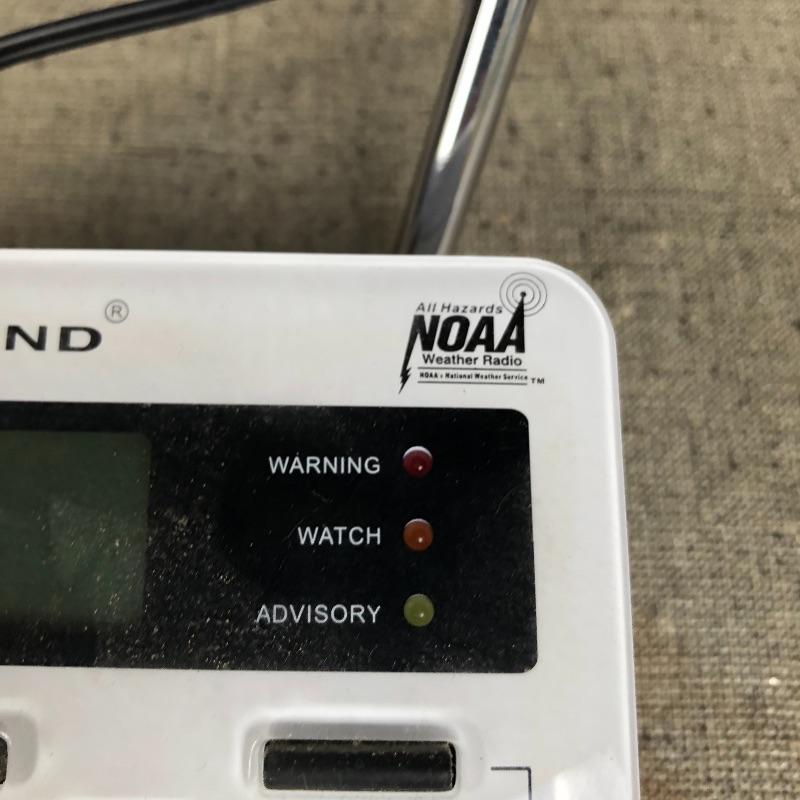 ND®
All Hazards
NOAA
Weather Radio
NOAA • National Weather Service TM
WARNING
WATCH
ADVISORY